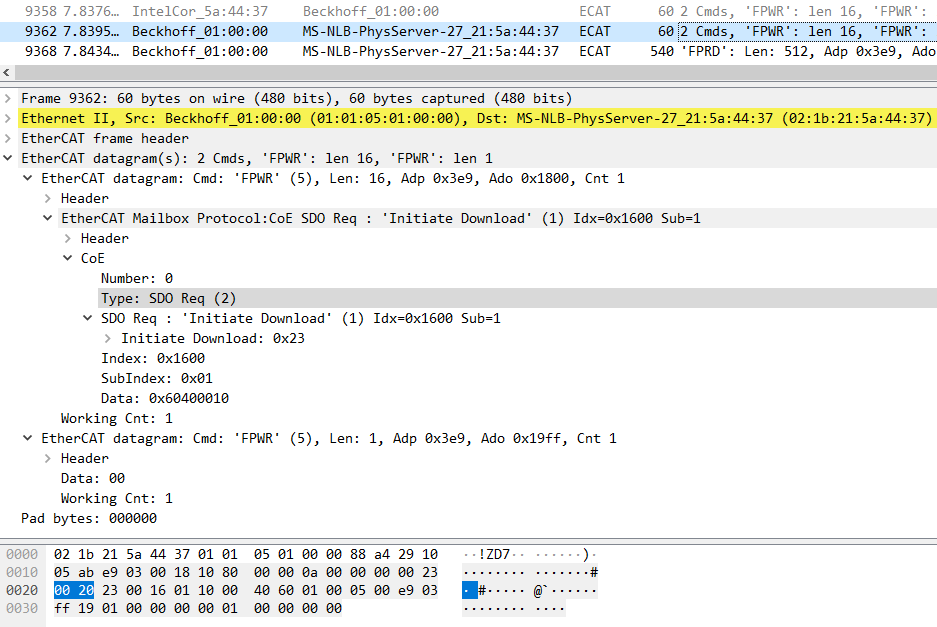 9358 7.8376… IntelCor_5a:44:37 Beckhoff_01:00:00 ECAT 60 2 Cmds, 'FPWR': len 16, 'FPWR':
9362 7.8395… Beckhoff_01:00:00 MS-NLB-PhysServer-27_21:5a:44:37 ECAT 60 2 Cmds, 'FPWR': len 16, 'FPWR':
9368 7.8434… Beckhoff_01:00:00 MS-NLB-PhysServer-27_21:5a:44:37 ECAT 540 'FPRD': Len: 512, Adp 0x3e9, Ado
Frame 9362: 60 bytes on wire (480 bits), 60 bytes captured (480 bits)
Ethernet II, Src: Beckhoff_01:00:00 (01:01:05:01:00:00), Dst: MS-NLB-PhysServer-27_21:5a:44:37 (02:1b:21:5a:44:37)
EtherCAT frame header
EtherCAT datagram(s): 2 Cmds, 'FPWR': len 16, 'FPWR': len 1
EtherCAT datagram: Cmd: 'FPWR' (5), Len: 16, Adp 0x3e9, Ado 0x1800, Cnt 1
Header
EtherCAT Mailbox Protocol:CoE SDO Req : 'Initiate Download' (1) Idx=0x1600 Sub=1
Header
CoE
Number: 0
Type: SDO Req (2)
SDO Req : 'Initiate Download' (1) Idx=0x1600 Sub=1
Initiate Download: 0x23
Index: 0x1600
SubIndex: 0x01
Data: 0x60400010
Working Cnt: 1
EtherCAT datagram: Cmd: 'FPWR' (5), Len: 1, Adp 0x3e9, Ado 0x19ff, Cnt 1
Header
Data: 00
Working Cnt: 1
Pad bytes: 000000
0000 02 1b 21 5a 44 37 01 01 05 01 00 00 88 a4 29 10 ··!ZD7·· ······)·
0010 05 ab e9 03 00 18 10 80 00 00 0a 00 00 00 00 23 ········ ·······#
0020 00 20 23 00 16 01 10 00 40 60 01 00 05 00 e9 03 · #····· @`······
0030 ff 19 01 00 00 00 00 01 00 00 00 00 ········ ····